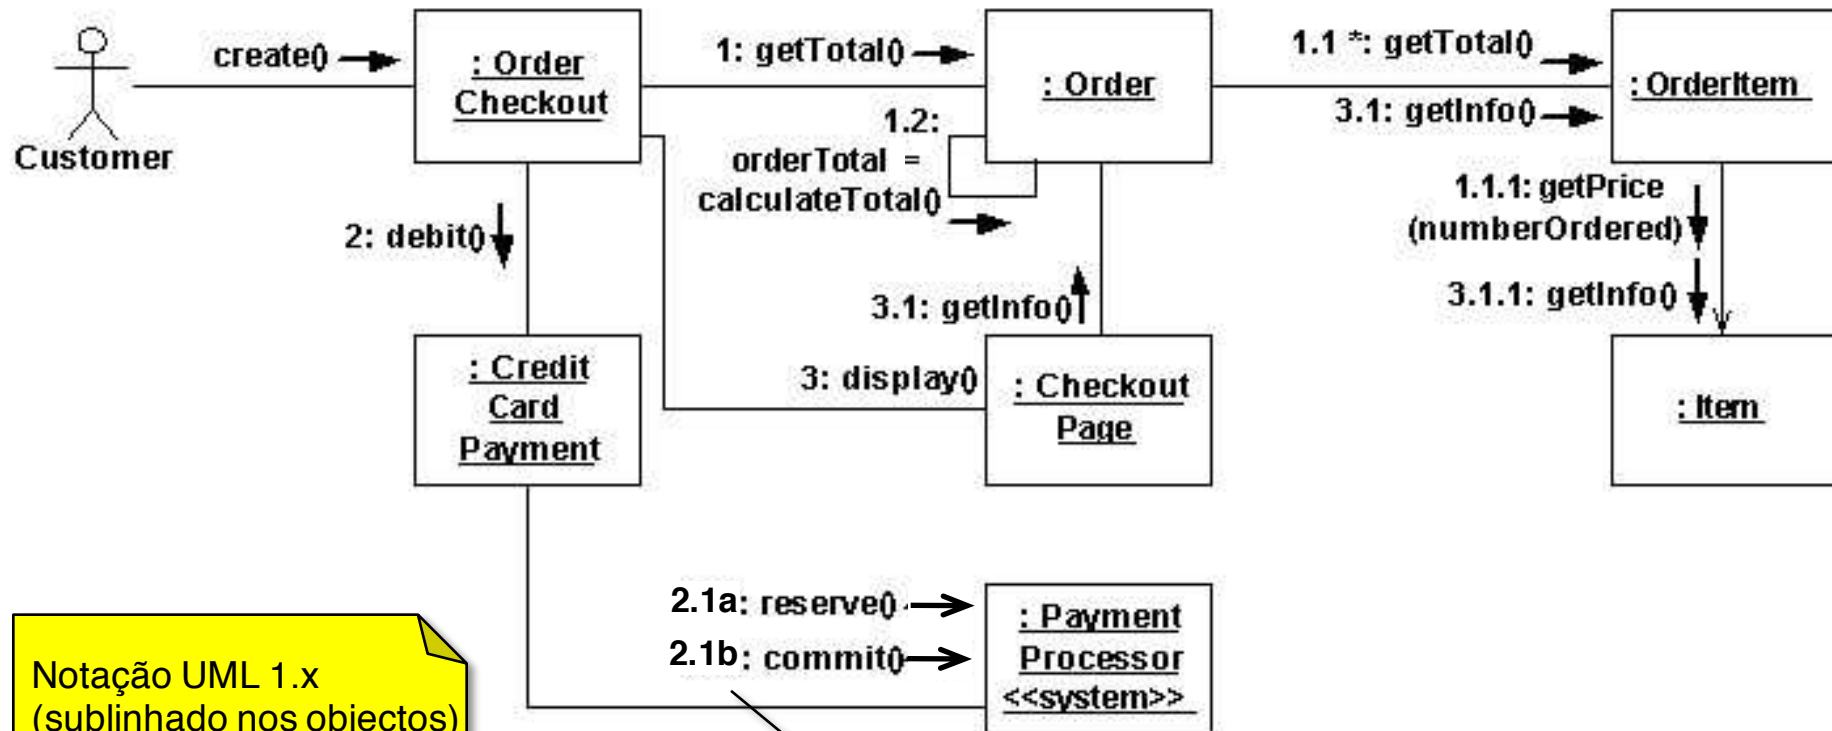 Customer
create()
: Order
Checkout
1: getTotal()
: Order
1.1 *: getTotal()
3.1: getInfo()
: OrderItem
1.2:
orderTotal =
calculateTotal()
1.1.1: getPrice
(numberOrdered)
3.1.1: getInfo()
2: debit()
3.1: getInfo()
3: display()
: Credit
Card
Payment
: Checkout
Page
: Item
2.1a: reserve()
2.1b: commit()
: Payment
Processor
<<system>>
Notação UML 1.x
(sublinhado nos objectos)